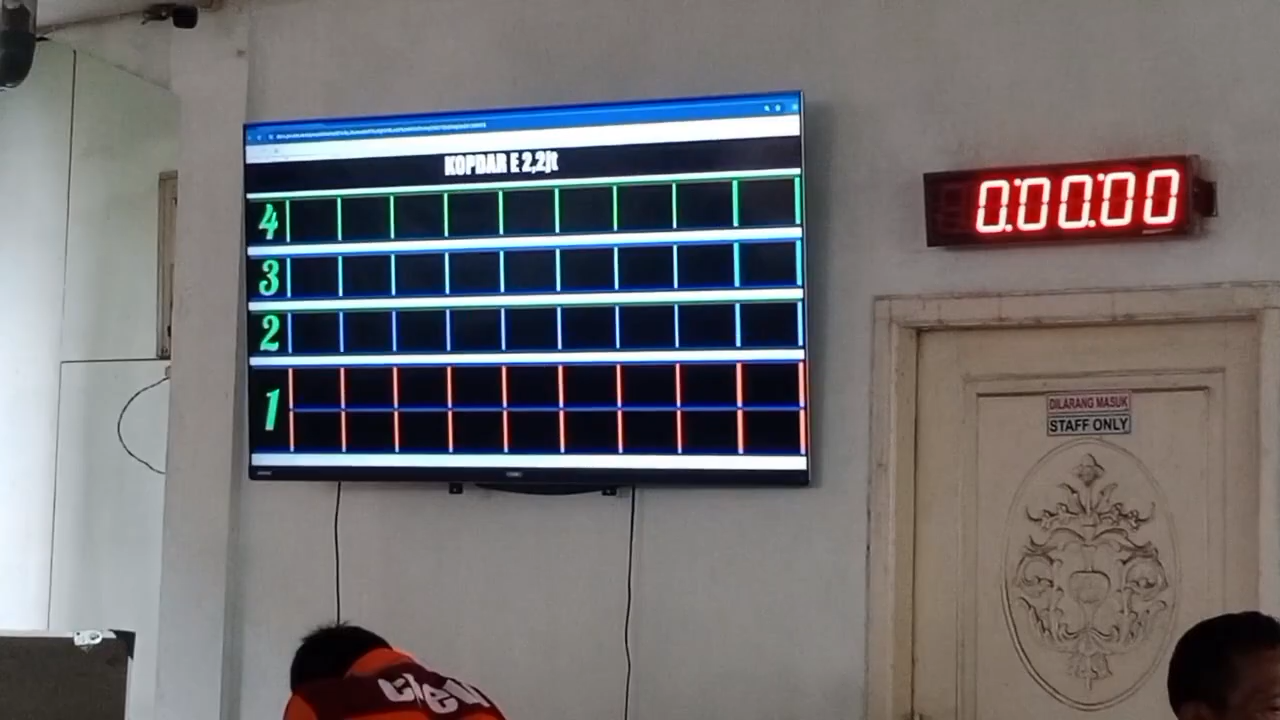 KOPDAR E 2,2jt
4
3
2
1
0:00:00
DILARANG MASUK
STAFF ONLY